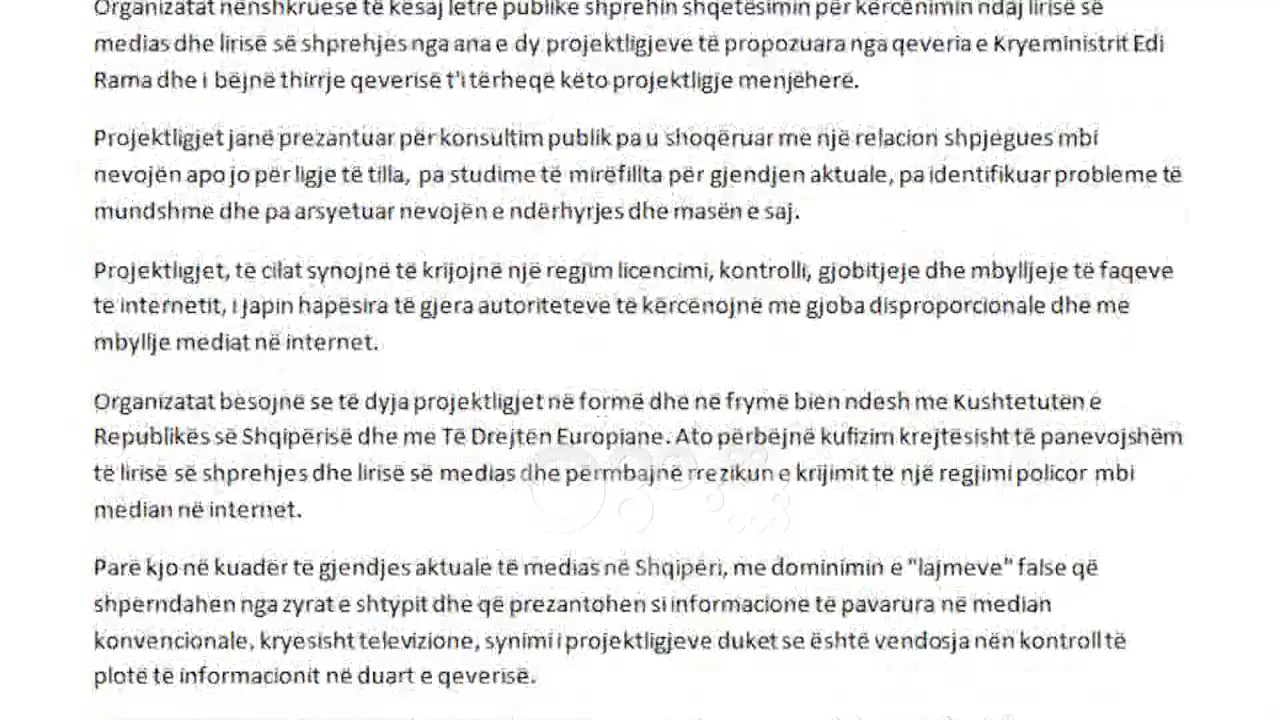 Organizatat nënshkruese të kësaj letre publike shprehin shqetësimin për kërcënimin ndaj lirisë së
medias dhe lirisë së shprehjes nga ana e dy projektligjeve të propozuara nga qeveria e Kryeministrit Edi
Rama dhe i bëjnë thirrje qeverisë t'i tërheqë këto projektligje menjëherë.
Projektligjet janë prezantuar për konsultim publik pa u shoqëruar me një relacion shpjegues mbi
nevojën apo jo për ligje të tilla, pa studime të mirëfillta për gjendjen aktuale, pa identifikuar probleme të
mundshme dhe pa arsyetuar nevojën e ndërhyrjes dhe masën e saj.
Projektligjet, të cilat synojnë të krijojnë një regjim licencimi, kontrolli, gjobitjeje dhe mbylljeje të faqeve
të internetit, i japin hapësira të gjera autoriteteve të kërcënojnë me gjoba disproporcionale dhe me
mbyllje mediat në internet.
Organizatat besojnë se të dyja projektligjet në formë dhe në frymë bien ndesh me Kushtetutën e
Republikës së Shqipërisë dhe me Të Drejtën Europiane. Ato përbëjnë kufizim krejtësisht të panevojshëm
të lirisë së shprehjes dhe lirisë së medias dhe përmbajnë rrezikun e krijimit të një regjimi policor mbi
median në internet.
Parë kjo në kuadër të gjendjes aktuale të medias në Shqipëri, me dominimin e "lajmeve" false që
shpërndahen nga zyrat e shtypit dhe që prezantohen si informacione të pavarura në median
konvencionale, kryesisht televizione, synimi i projektligjeve duket se është vendosja nën kontroll të
plotë të informacionit në duart e qeverisë.